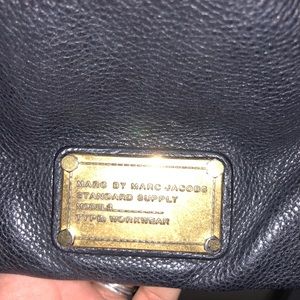 MARC BY MARC JACOBS
STANDARD SUPPLY
MODEL:
TYPE: WORKWEAR